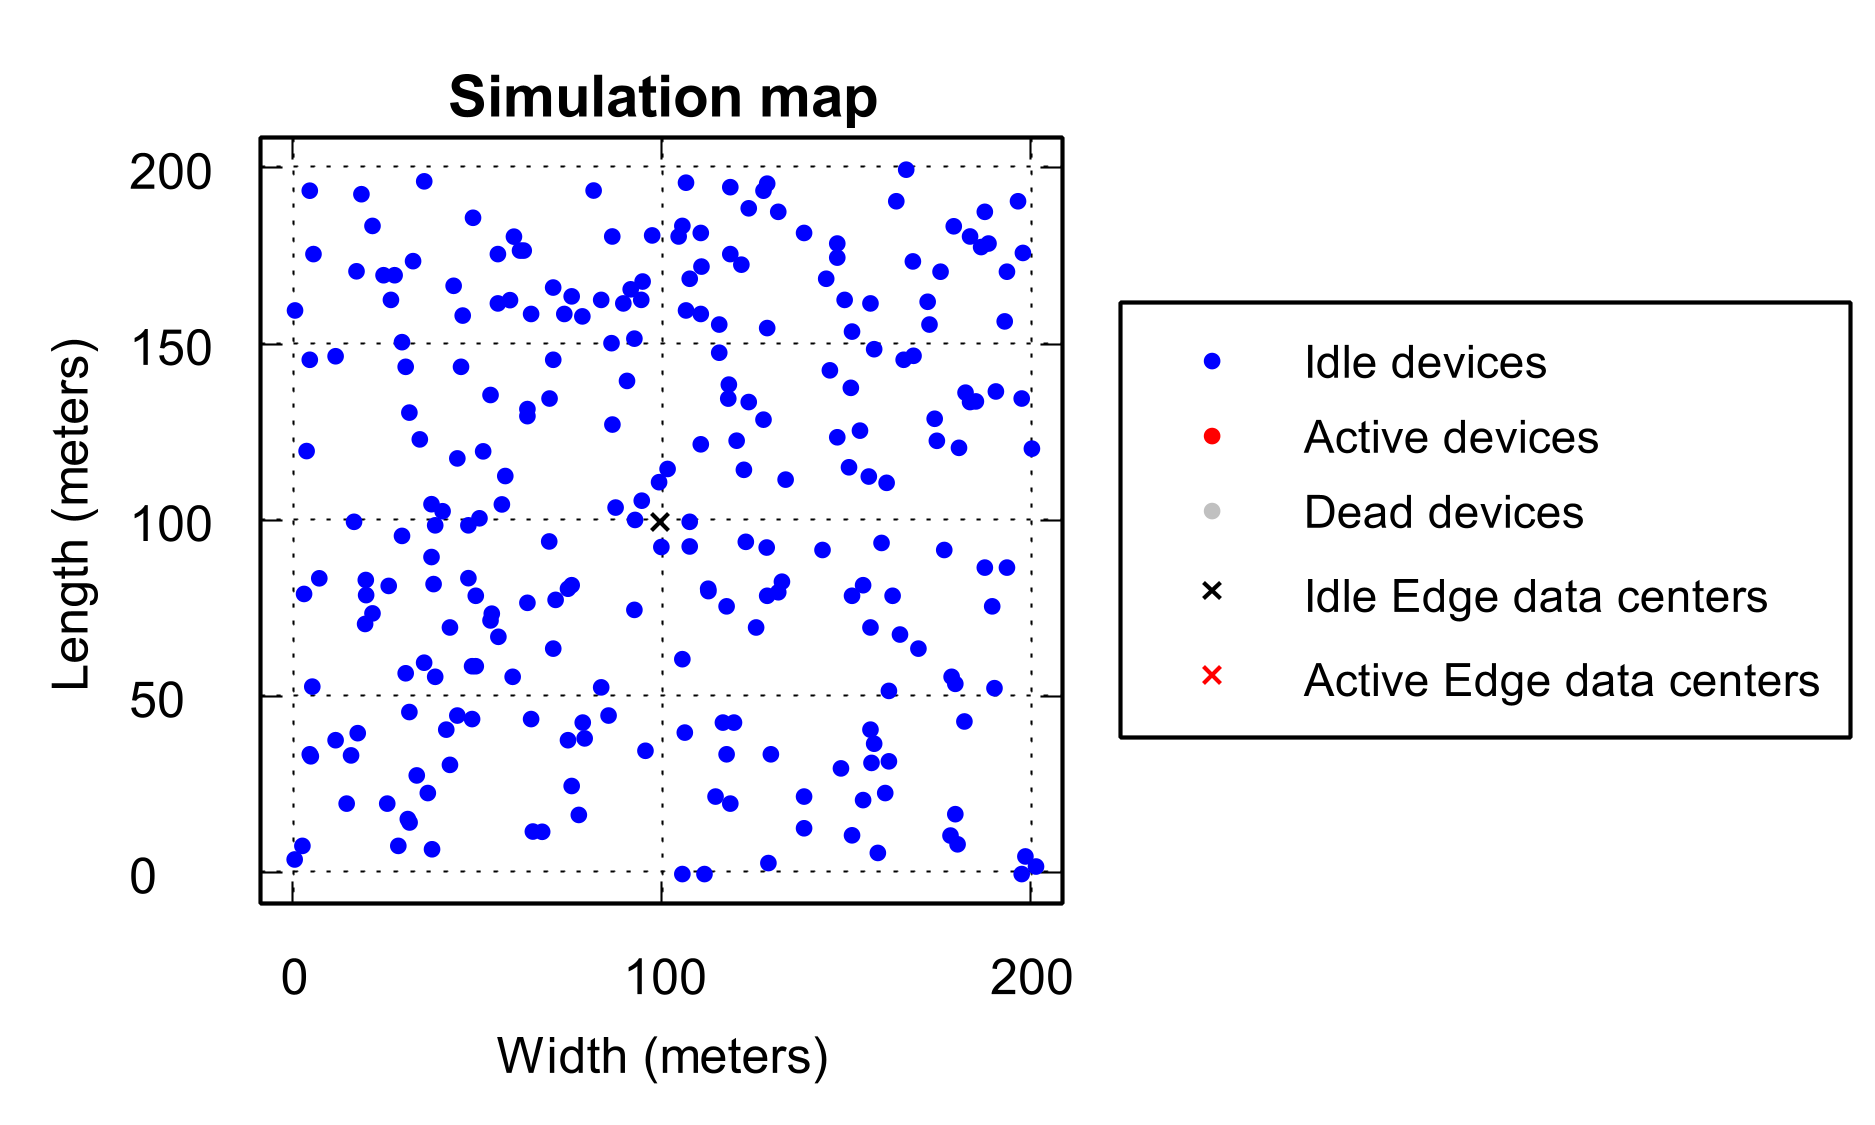 Simulation map
200
150
100
50
0
Length (meters)
0
100
200
Width (meters)
Idle devices
Active devices
Dead devices
Idle Edge data centers
Active Edge data centers